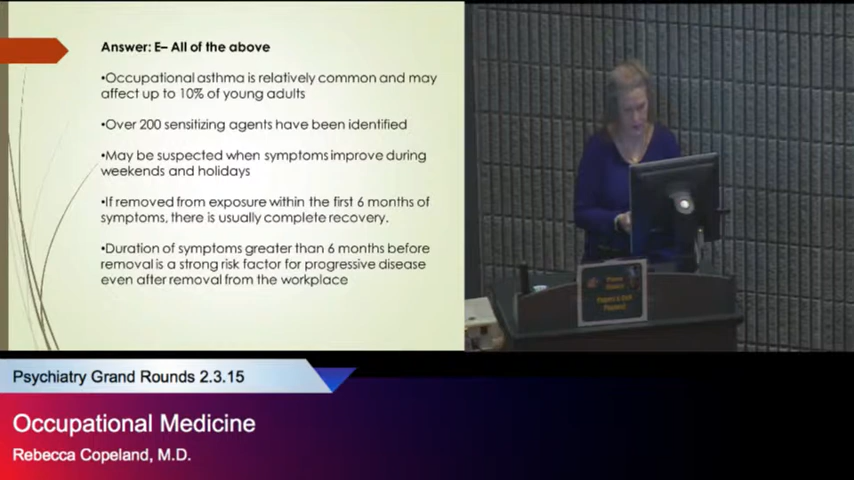 Answer: E– All of the above
•Occupational asthma is relatively common and may
affect up to 10% of young adults
•Over 200 sensitizing agents have been identified
•May be suspected when symptoms improve during
weekends and holidays
•If removed from exposure within the first 6 months of
symptoms, there is usually complete recovery.
•Duration of symptoms greater than 6 months before
removal is a strong risk factor for progressive disease
even after removal from the workplace
Psychiatry Grand Rounds 2.3.15
Occupational Medicine
Rebecca Copeland, M.D.